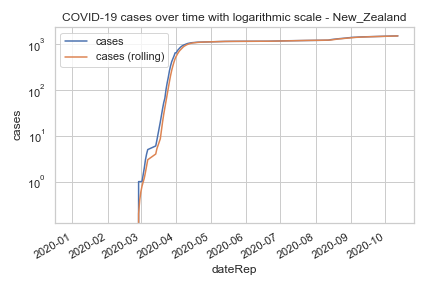 COVID-19 cases over time with logarithmic scale - New_Zealand
cases
cases (rolling)
10³
10²
10¹
10⁰
cases
2020-01
2020-02
2020-03
2020-04
2020-05
2020-06
2020-07
2020-08
2020-09
2020-10
dateRep